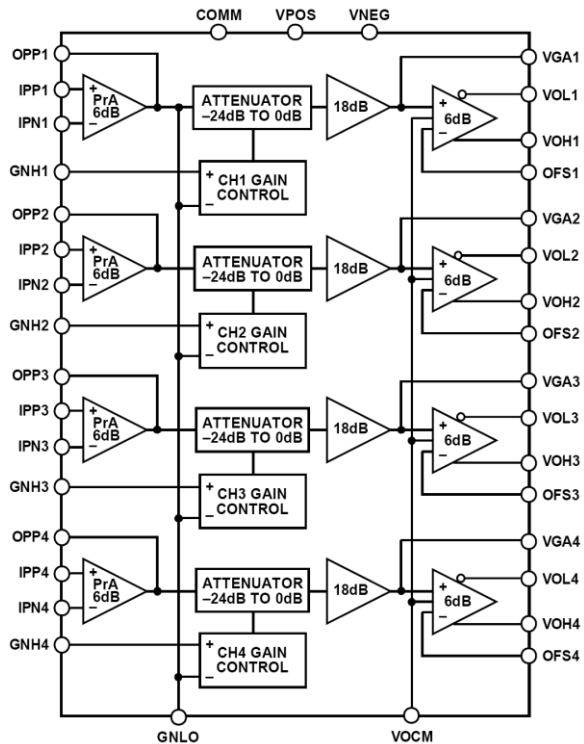 COMM VPOS VNEG
OPP1
VGA1
IPP1
+
PrA
6dB
–
IPN1
ATTENUATOR
–24dB TO 0dB
18dB
+
6dB
–
VOL1
VOH1
GNH1
+
CH1 GAIN
CONTROL
–
OFS1
OPP2
VGA2
IPP2
+
PrA
6dB
–
IPN2
ATTENUATOR
–24dB TO 0dB
18dB
+
6dB
–
VOL2
VOH2
GNH2
+
CH2 GAIN
CONTROL
–
OFS2
OPP3
VGA3
IPP3
+
PrA
6dB
–
IPN3
ATTENUATOR
–24dB TO 0dB
18dB
+
6dB
–
VOL3
VOH3
GNH3
+
CH3 GAIN
CONTROL
–
OFS3
OPP4
VGA4
IPP4
+
PrA
6dB
–
IPN4
ATTENUATOR
–24dB TO 0dB
18dB
+
6dB
–
VOL4
VOH4
GNH4
+
CH4 GAIN
CONTROL
–
OFS4
GNLO VOCM